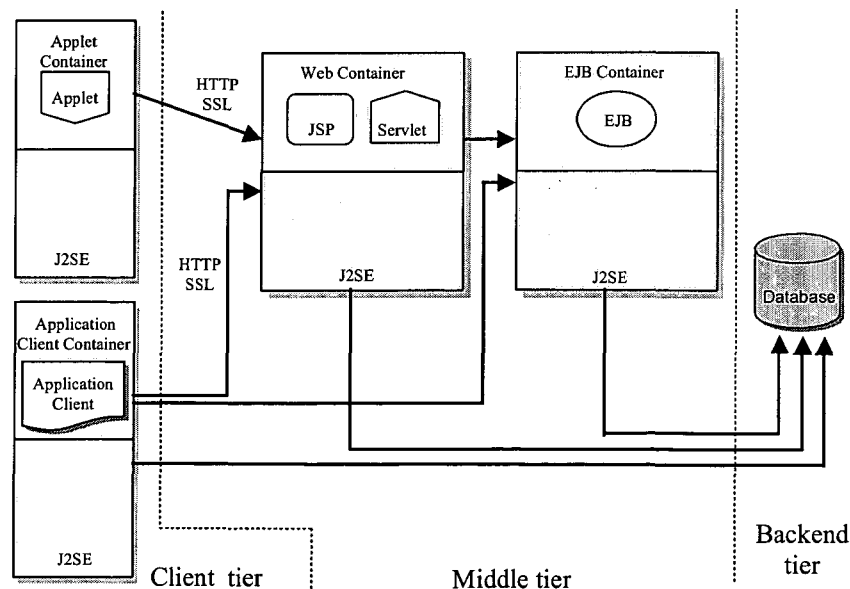 Applet
Container
Applet
J2SE
HTTP
SSL
Web Container
JSP
Servlet
J2SE
EJB Container
EJB
J2SE
HTTP
SSL
Application
Client Container
Application
Client
J2SE
Database
Client tier
Middle tier
Backend
tier